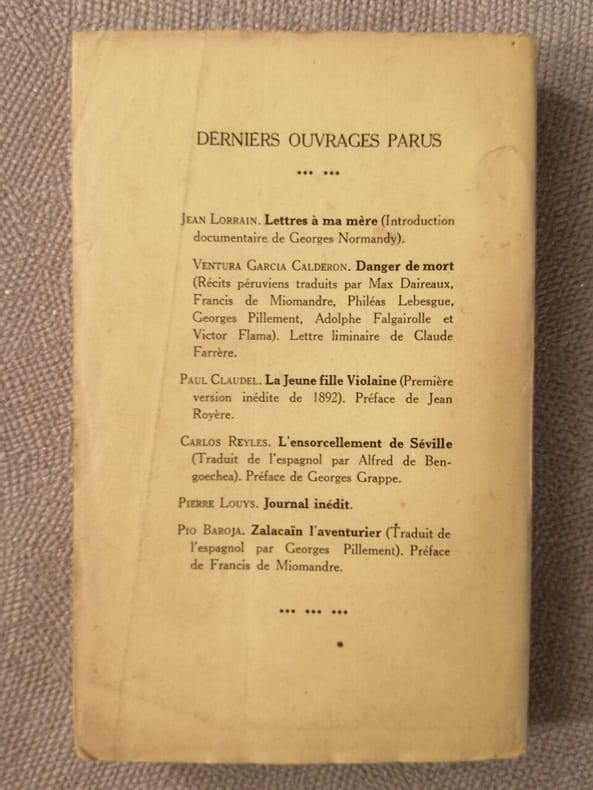 DERNIERS OUVRAGES PARUS
••• •••
JEAN LORRAIN. Lettres à ma mère (Introduction
documentaire de Georges Normandy).
VENTURA GARCIA CALDERON. Danger de mort
(Récits péruviens traduits par Max Daireaux,
Francis de Miomandre, Philéas Lebesgue,
Georges Pillement, Adolphe Falgairolle et
Victor Flama). Lettre liminaire de Claude
Farrère.
PAUL CLAUDEL. La Jeune fille Violaine (Première
version inédite de 1892). Préface de Jean
Royère.
CARLOS REYLES. L'ensorcellement de Séville
(Traduit de l'espagnol par Alfred de Ben-
goechea). Préface de Georges Grappe.
PIERRE LOUYS. Journal inédit.
PIO BAROJA. Zalacaïn l'aventurier (Traduit de
l'espagnol par Georges Pillement). Préface
de Francis de Miomandre.
••• ••• •••